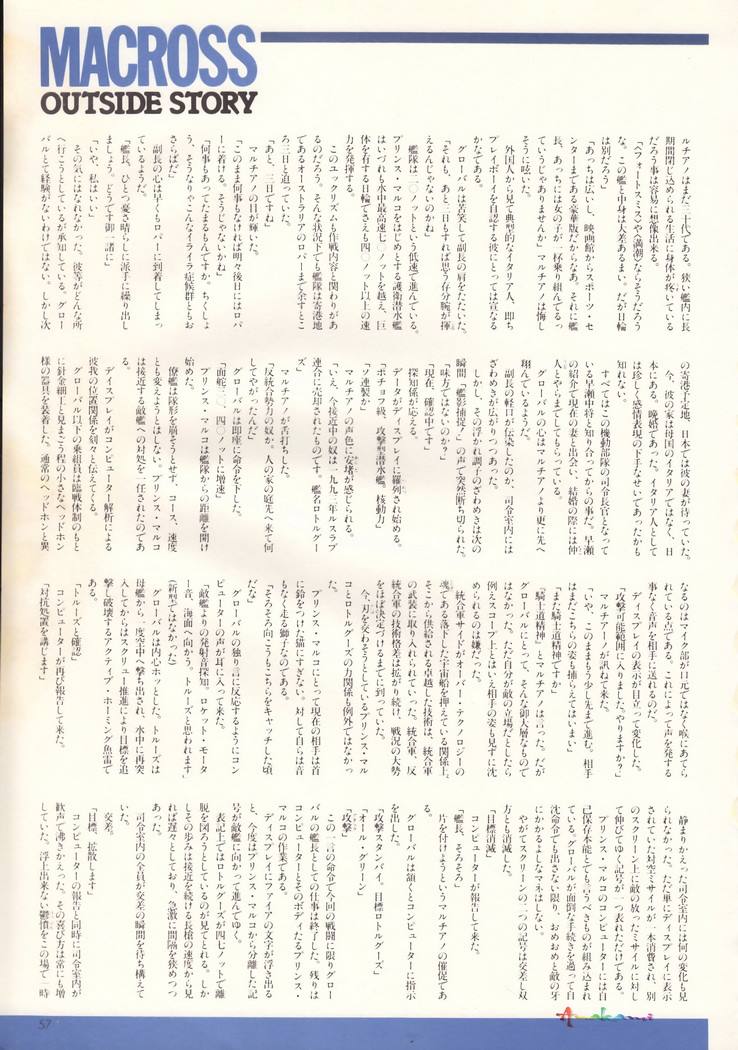 MACROSS
OUTSIDE STORY
ルチアノはまだ二十代である。狭い艦内に長
期間閉じ込められる生活に身体が疼いている
だろう事は容易に想像出来る。
「〈フォートスミス〉や〈満潮〉ならそうだろう
な。この艦と中身は大差あるまい。だが日輪
は別だろう」
「あっちは広いし、映画館からスポーツ・セ
ンターまである豪華版だからなあ。それに艦
長、あっちには女の子が一杯乗り組んでるっ
ていうじゃありませんか」マルチアノは悔し
そうに呟いた。
外国人から見て典型的なイタリア人、即ち
プレイボーイを自認する彼にとっては宣なる
かなである。
グローバルは苦笑して副長の肩をたたいた。
「それも、あと二、三日もすれば思う存分腕が揮
えるんじゃないのかね」
艦隊は二〇ノットという低速で進んでいる。
プリンス・マルコをはじめとする護衛潜水艦
はいづれも水中最高速七一ノットを越え、巨
体を有する日輪でさえも四一ノット以上の速
力を発揮する。
このユックリズムも作戦内容と関わりがあ
るのだろう。そんな状況下でも艦隊は寄港地
であるオーストラリアのロパーまで余すとこ
ろ三日と迫っていた。
「あと、三日ですね」
マルチアノの目が輝いた。
「このまま何事もなければ明々後日にはロパ
ーに着ける。そうじゃないかね」
「何事もあってたまるもんですか。ちくしょ
う、そうなりゃこんなイライラ症候群ともお
さらばだ」
副長の心は早くもロパーに到着してしまっ
ているようだ。
「艦長、ひとつ憂さ晴らしに派手に繰り出し
ましょう。どうです御一緒に」
「いや、私はいい」
その気にはなれなかった。彼等がどんな所
へ行こうとしているか承知している。グロー
バルとて経験がないわけではない。しかし次
の寄港予定地、日本では彼の妻が待っていた。
今、彼の家は母国のイタリアではなく、日
本にある。晩婚であった。イタリア人として
は珍しく感情表現の下手なせいであったかも
知れない。
すべてはこの機動部隊の司令長官となって
いる早瀬中将と知り合ってからの事だ。早瀬
の紹介で現在の妻と出会い、結婚の際には仲
人とやらまでしてもらっている。
グローバルの心はマルチアノより更に先へ
翔んでいるようだ。
副長の軽口が伝染したのか、司令室内には
ざわめきが広がりつつあった。
しかし、その浮かれ調子のざわめきは次の
瞬間「艦影捕捉！」の声で突然断ち切られた。
「現在、確認中です」
「味方ではないのか？」
探知係が応える。
データがディスプレイに羅列され始める。
「ポチョフ級、攻撃型潜水艦。核動力」
「ソ連製か」
マルチアノの声色に安堵が感じられる。
「いえ、今接近中の奴は一九九三年ルスラブ
連合に売却されたものです。艦名ロトルグー
ズ」
マルチアノが舌打ちした。
「反統合勢力の奴か。人の家の庭先へ来て何
してやがったんだ」
グローバルは即座に命令を下した。
「面舵三〇、四〇ノットに増速」
プリンス・マルコは艦隊からの距離を開け
始めた。
僚艦は隊形を崩そうとせず、コース、速度
とも変えようとはしない。プリンス・マルコ
は接近する敵艦への対処を一任されたのであ
る。
ディスプレイがコンピューター解析による
彼我の位置関係を刻々と伝えてくる。
グローバル以下の乗組員は臨戦体制のもと
に針金細工と見まごう程の小さなヘッドホン
様の器具を装着した。通常のヘッドホンと異
なるのはマイク部が口元ではなく喉にあてら
れている点である。これによって声を発する
事なく音声を相手に送れるのだ。
ディスプレイの表示が目立って変化した。
「攻撃可能範囲に入りました。やりますか？」
マルチアーノが訊ねて来た。
「いや、このままもう少し先まで進む。相手
はまだこちらの姿も捕らえてはいまい」
「また騎士道精神ですか」
『騎士道精神』とマルチアノは言った。だが
グローバルにとって、そんな御大層なもので
はなかった。ただ自分が敵の立場だとしたら
例えスコープ上とはいえ相手の姿も見ずに沈
められるのは嫌だった。
統合軍サイドがオーバー・テクノロジーの
魂である落下した宇宙船を押えている関係上、
そこから供給される卓越した技術は、統合軍
の武装に取り入られていった。統合軍、反
統合軍の技術格差は拡がり続け、戦況の大勢
をほぼ決定づけるまでに到っていた。
今、刃を交わそうとしているプリンス・マル
コとロトルグーズの力関係も例外ではなかっ
た。
プリンス・マルコにとって現在の相手は首
に鈴をつけた猫にすぎない。対して自らは音
もなく走る獅子なのである。
「そろそろ向こうもこちらをキャッチした頃
だな」
グローバルの独り言に反応するようにコン
ピューターの声が耳に入って来た。
「敵艦よりの発射音探知。ロケット・モータ
ー音、海面へ向かう。トルーズと思われます」
（新型ではなかった）
グローバルは内心ホッとした。トルーズは
母艦から一度空中へ撃ち出され、水中に再突
入してからはスクリュー推進により目標を追
撃し破壊するアクティブ・ホーミング魚雷で
ある。
「トルーズと確認」
コンピューターが再び報告して来た。
「対抗処置を講じます」
静まりかえった司令室内には何の変化も見
られなかった。ただ単にディスプレイに表示
されていた対空ミサイルが一本消費され、別
のスクリーン上に敵の放ったミサイルに対し
て伸びてゆく記号が一つ表れただけである。
プリンス・マルコのコンピューターには自
己保存本能とでも言うべきものが組み込まれ
ている。グローバルが面倒な手続きを通って自
沈命令でも出さない限り、おめおめと敵の牙
にかかるよなマネはしない。
やがてスクリーンの二つの記号は交差し双
方とも消滅した。
「目標消滅」
コンピューターが報告して来た。
「艦長、そろそろ」
片を付けようというマルチアノの催促であ
る。
グローバルは頷くとコンピューターに指示
を出した。
「攻撃スタンバイ。目標ロトルグーズ」
「オール・グリーン」
「攻撃」
この一言の命令で今回の戦闘に限りグロー
バルの艦長としての仕事は終了した。残りは
コンピューターとそのボディたるプリンス・
マルコの作業である。
ディスプレイにファイアの文字が浮き出る
と、今度はプリンス・マルコから分離した記
号が敵艦に向かって進んでゆく。
表記上ではロトルグーズが四七ノットで離
脱を図ろうとしているのが見てとれる。しか
しその歩みは接近を続ける長槍の速度から見
れば遅々としており、急激に間隔を狭めつつ
あった。
司令室内の全員が交差の瞬間を待ち構えて
いた。
交差。
「目標、拡散します」
コンピューターの報告と同時に司令室内が
歓声で沸きかえった。その喜び方は常にも増
していた。浮上出来ない鬱憤をこの場で一時
57